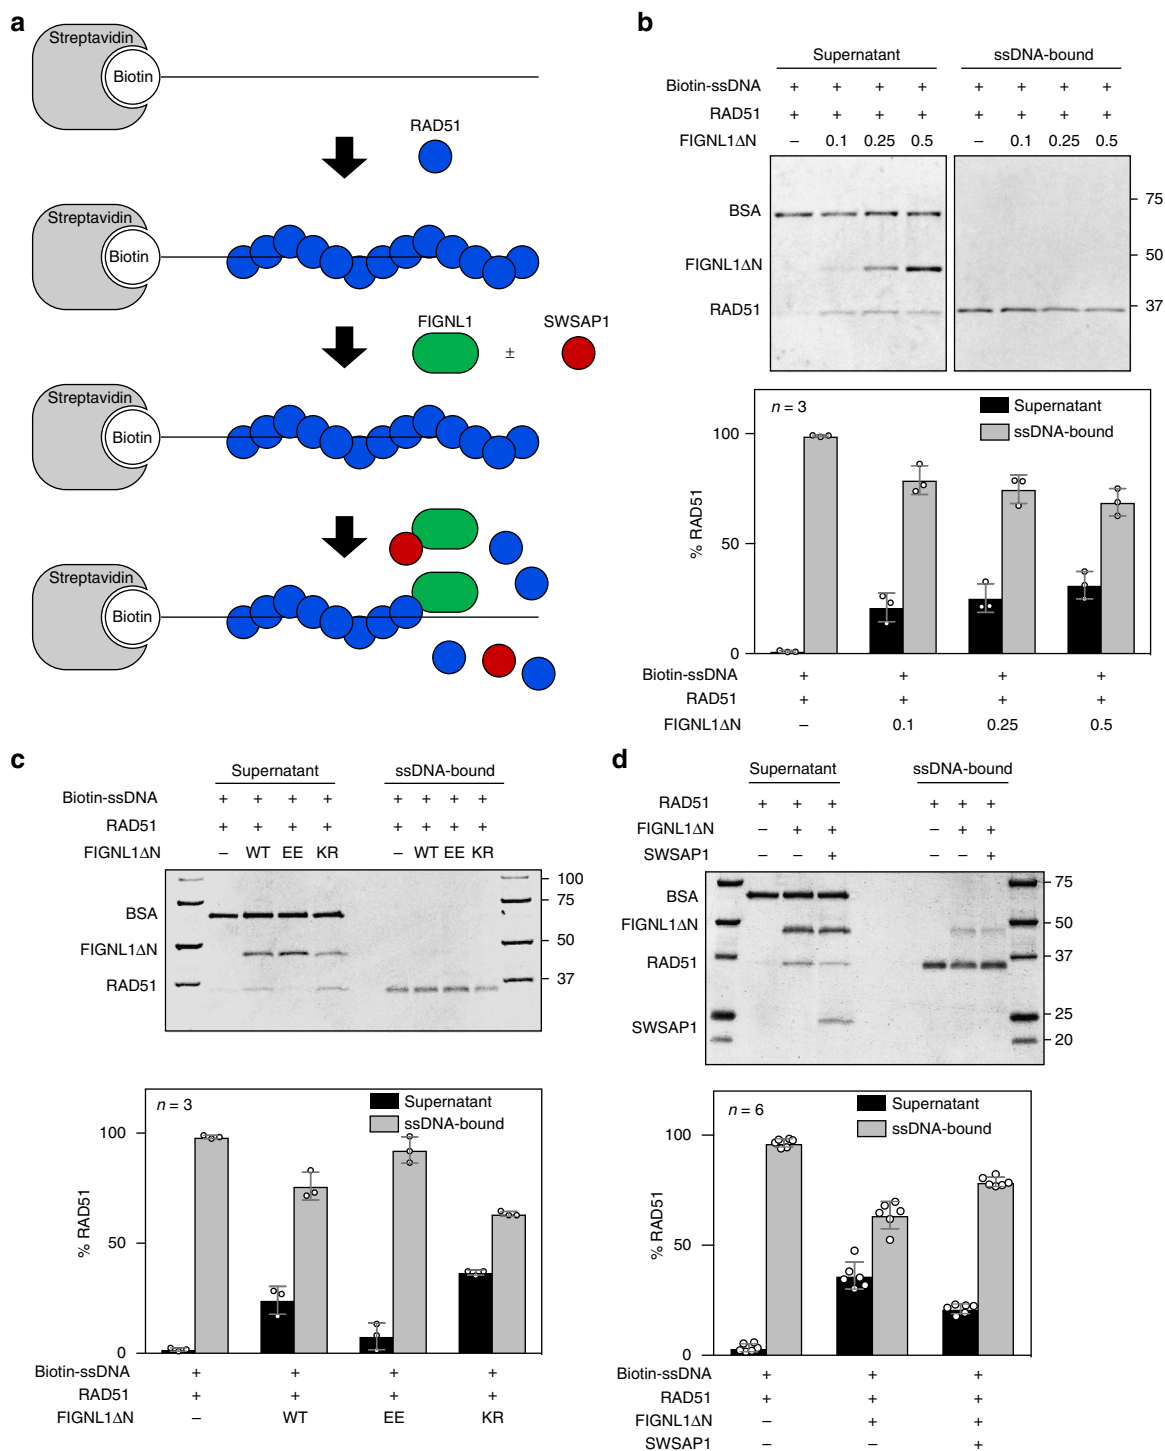 a
Streptavidin
Biotin
RAD51
Streptavidin
Biotin
FIGNL1 ± SWSAP1
Streptavidin
Biotin
Streptavidin
Biotin
b
Supernatant ssDNA-bound
Biotin-ssDNA + + + + + + + +
RAD51 + + + + + + + +
FIGNL1ΔN – 0.1 0.25 0.5 – 0.1 0.25 0.5
75
BSA
50
FIGNL1ΔN
37
RAD51
n = 3
Supernatant
ssDNA-bound
% RAD51
100
50
0
Biotin-ssDNA + + + +
RAD51 + + + +
FIGNL1ΔN – 0.1 0.25 0.5
c
Supernatant ssDNA-bound
Biotin-ssDNA + + + + + + + +
RAD51 + + + + + + + +
FIGNL1ΔN – WT EE KR – WT EE KR
100
75
BSA
50
FIGNL1ΔN
37
RAD51
n = 3
Supernatant
ssDNA-bound
% RAD51
100
50
0
Biotin-ssDNA + + + +
RAD51 + + + +
FIGNL1ΔN – WT EE KR
d
Supernatant ssDNA-bound
RAD51 + + + + + +
FIGNL1ΔN – + + – + +
SWSAP1 – – + – – +
75
BSA
50
FIGNL1ΔN
37
RAD51
25
SWSAP1
20
n = 6
Supernatant
ssDNA-bound
% RAD51
100
50
0
Biotin-ssDNA + + +
RAD51 + + +
FIGNL1ΔN – + +
SWSAP1 – – +